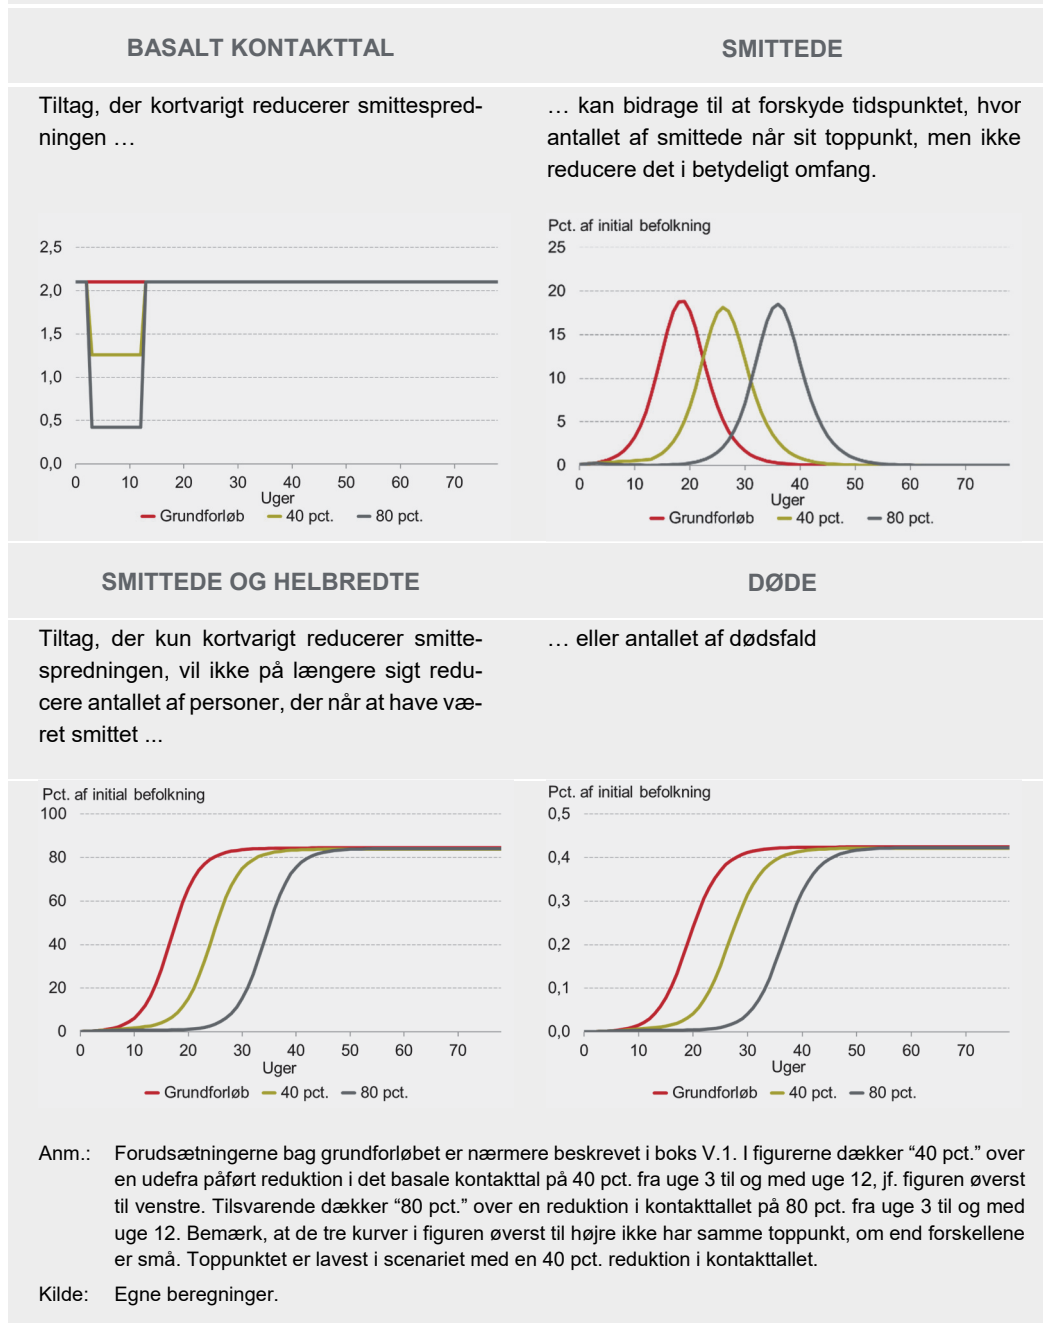 BASALT KONTAKTTAL
SMITTEDE
Tiltag, der kortvarigt reducerer smittespred-
ningen …
… kan bidrage til at forskyde tidspunktet, hvor
antallet af smittede når sit toppunkt, men ikke
reducere det i betydeligt omfang.
2,5
2,0
1,5
1,0
0,5
0,0
0 10 20 30 40 50 60 70
Uger
Grundforløb 40 pct. 80 pct.
Pct. af initial befolkning
25
20
15
10
5
0
0 10 20 30 40 50 60 70
Uger
Grundforløb 40 pct. 80 pct.
SMITTEDE OG HELBREDTE
DØDE
Tiltag, der kun kortvarigt reducerer smitte-
spredningen, vil ikke på længere sigt redu-
cere antallet af personer, der når at have væ-
ret smittet ...
… eller antallet af dødsfald
Pct. af initial befolkning
100
80
60
40
20
0
0 10 20 30 40 50 60 70
Uger
Grundforløb 40 pct. 80 pct.
Pct. af initial befolkning
0,5
0,4
0,3
0,2
0,1
0,0
0 10 20 30 40 50 60 70
Uger
Grundforløb 40 pct. 80 pct.
Anm.: Forudsætningerne bag grundforløbet er nærmere beskrevet i boks V.1. I figurerne dækker “40 pct.” over
en udefra påført reduktion i det basale kontakttal på 40 pct. fra uge 3 til og med uge 12, jf. figuren øverst
til venstre. Tilsvarende dækker “80 pct.” over en reduktion i kontakttallet på 80 pct. fra uge 3 til og med
uge 12. Bemærk, at de tre kurver i figuren øverst til højre ikke har samme toppunkt, om end forskellene
er små. Toppunktet er lavest i scenariet med en 40 pct. reduktion i kontakttallet.
Kilde: Egne beregninger.